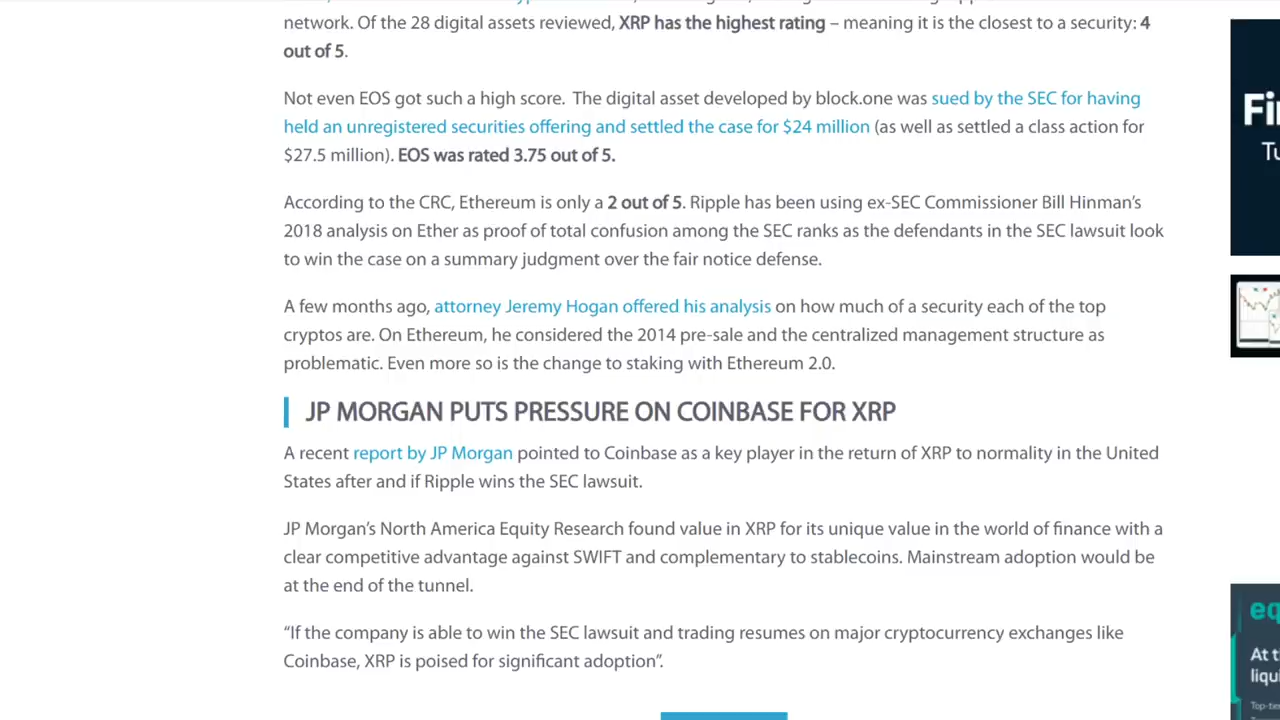 network. Of the 28 digital assets reviewed, XRP has the highest rating – meaning it is the closest to a security: 4
out of 5.
Not even EOS got such a high score.  The digital asset developed by block.one was sued by the SEC for having
held an unregistered securities offering and settled the case for $24 million (as well as settled a class action for
$27.5 million). EOS was rated 3.75 out of 5.
According to the CRC, Ethereum is only a 2 out of 5. Ripple has been using ex-SEC Commissioner Bill Hinman’s
2018 analysis on Ether as proof of total confusion among the SEC ranks as the defendants in the SEC lawsuit look
to win the case on a summary judgment over the fair notice defense.
A few months ago, attorney Jeremy Hogan offered his analysis on how much of a security each of the top
cryptos are. On Ethereum, he considered the 2014 pre-sale and the centralized management structure as
problematic. Even more so is the change to staking with Ethereum 2.0.
JP MORGAN PUTS PRESSURE ON COINBASE FOR XRP
A recent report by JP Morgan pointed to Coinbase as a key player in the return of XRP to normality in the United
States after and if Ripple wins the SEC lawsuit.
JP Morgan’s North America Equity Research found value in XRP for its unique value in the world of finance with a
clear competitive advantage against SWIFT and complementary to stablecoins. Mainstream adoption would be
at the end of the tunnel.
“If the company is able to win the SEC lawsuit and trading resumes on major cryptocurrency exchanges like
Coinbase, XRP is poised for significant adoption”.
Fi
Tu
eq
At t
liqu
Top-tie